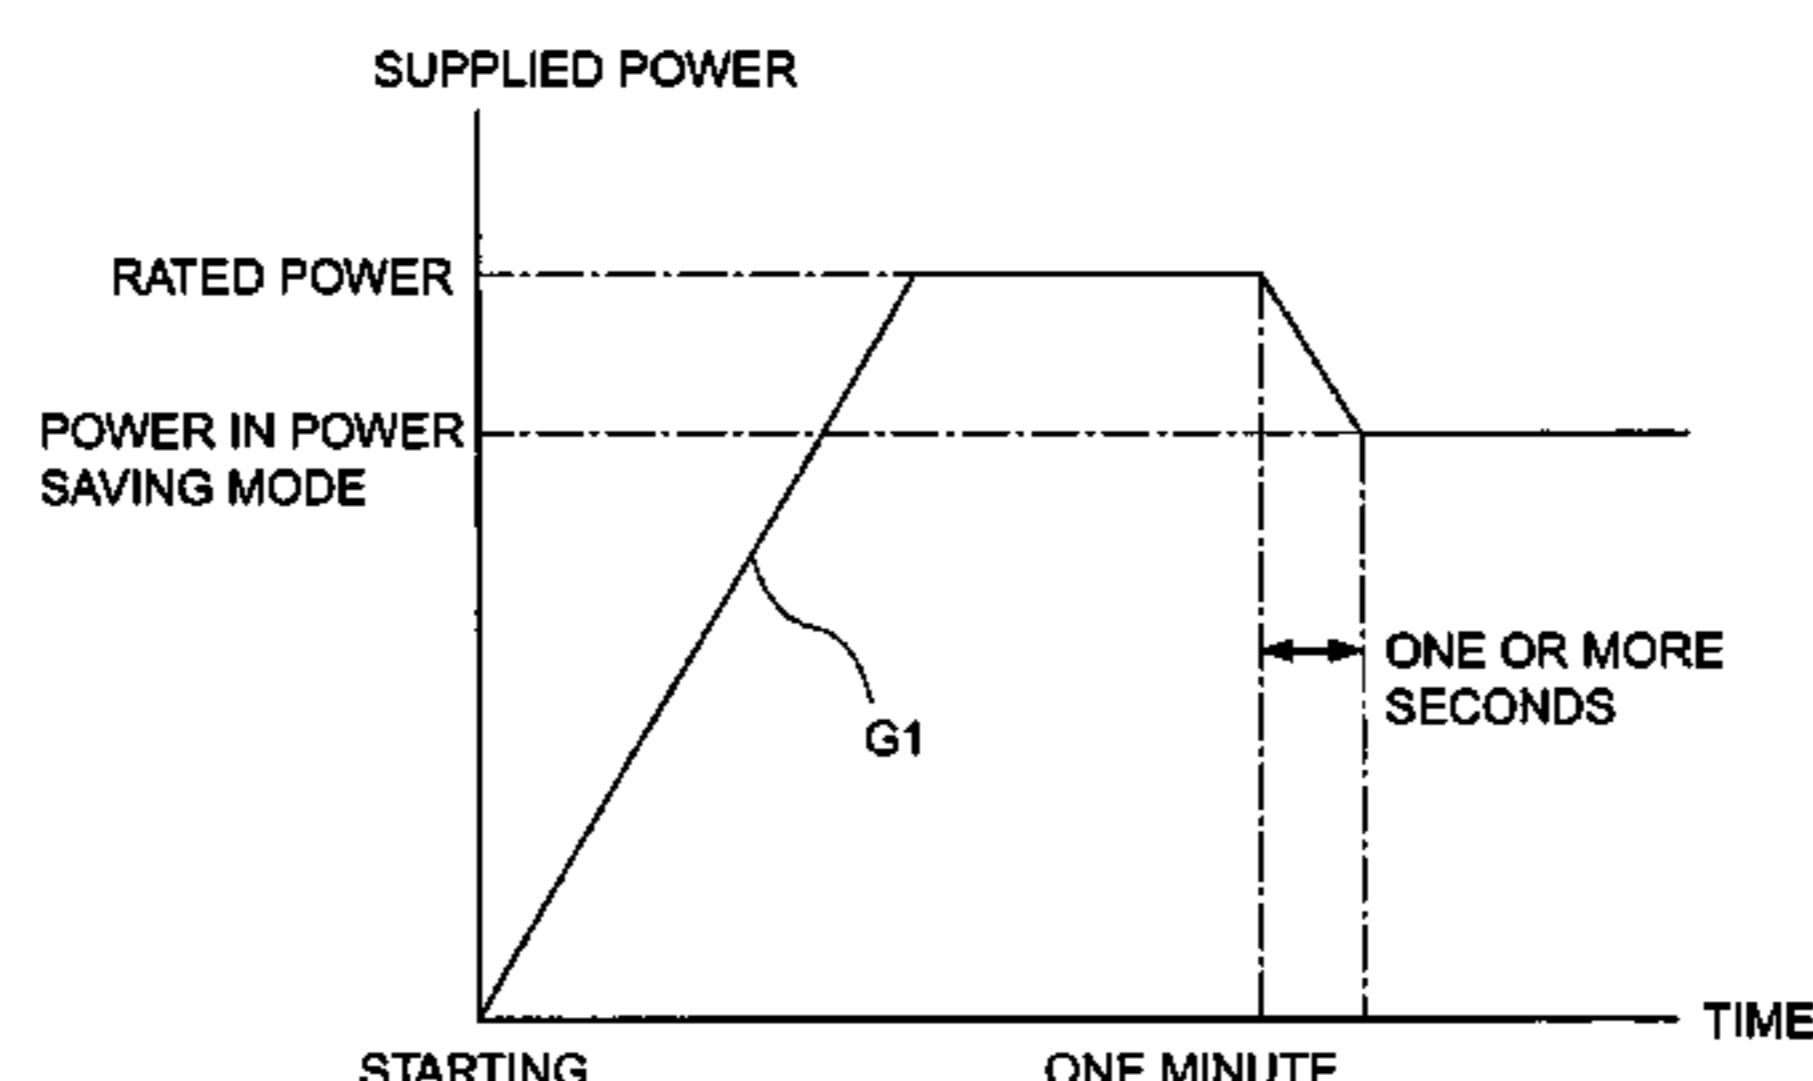 SUPPLIED POWER
RATED POWER
POWER IN POWER
SAVING MODE
ONE OR MORE
SECONDS
G1
TIME
STARTING
ONE MINUTE